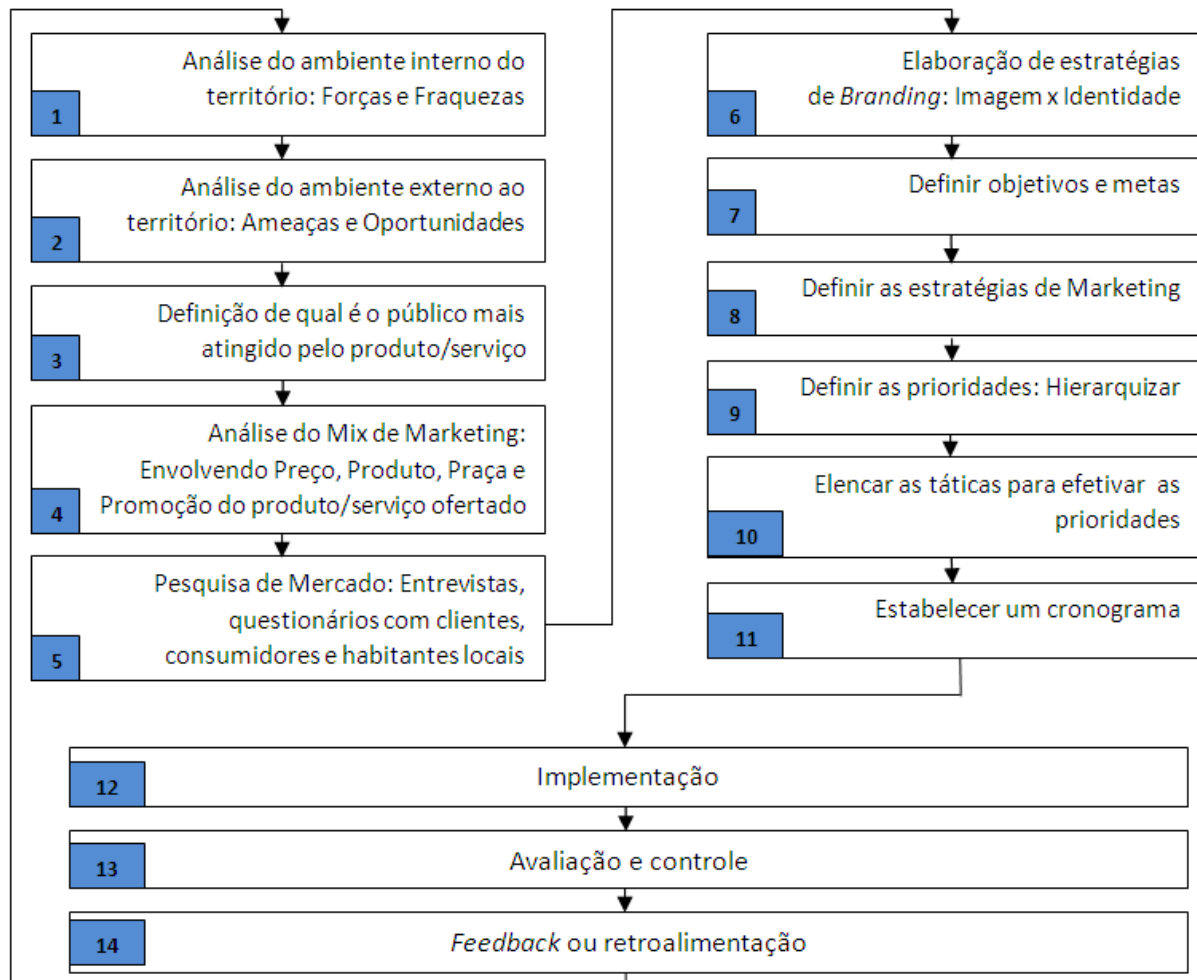 Análise do ambiente interno do
território: Forças e Fraquezas
1
Análise do ambiente externo ao
território: Ameaças e Oportunidades
2
Definição de qual é o público mais
atingido pelo produto/serviço
3
Análise do Mix de Marketing:
Envolvendo Preço, Produto, Praça e
Promoção do produto/serviço ofertado
4
Pesquisa de Mercado: Entrevistas,
questionários com clientes,
consumidores e habitantes locais
5
Elaboração de estratégias
de Branding: Imagem x Identidade
6
Definir objetivos e metas
7
Definir as estratégias de Marketing
8
Definir as prioridades: Hierarquizar
9
Elencar as táticas para efetivar as
prioridades
10
Estabelecer um cronograma
11
Implementação
12
Avaliação e controle
13
Feedback ou retroalimentação
14